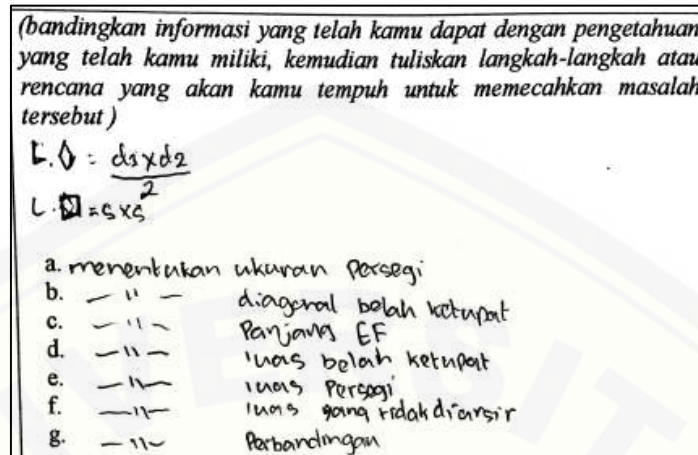 (bandingkan informasi yang telah kamu dapat dengan pengetahuan
yang telah kamu miliki, kemudian tuliskan langkah-langkah atau
rencana yang akan kamu tempuh untuk memecahkan masalah
tersebut)
L.◊ = d1 x d2
2
L.□ = s x s
a. menentukan ukuran Persegi
b. — " — diagonal belah ketupat
c. — " — Panjang EF
d. — " — luas belah ketupat
e. — " — luas Persegi
f. — " — luas yang tidak diarsir
g. — " — Perbandingan